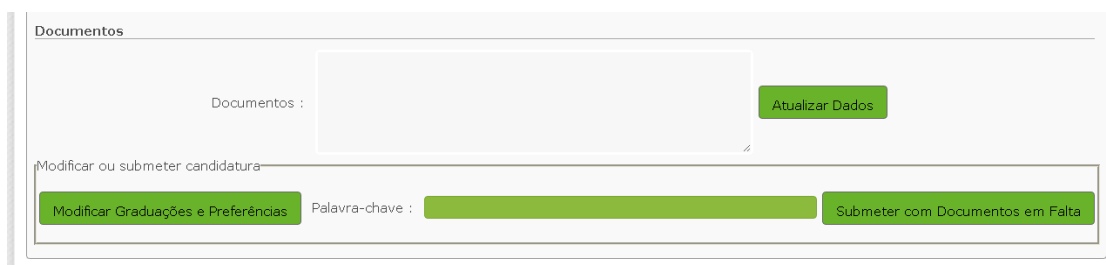 Documentos
Documentos :
Atualizar Dados
Modificar ou submeter candidatura
Modificar Graduações e Preferências
Palavra-chave :
Submeter com Documentos em Falta